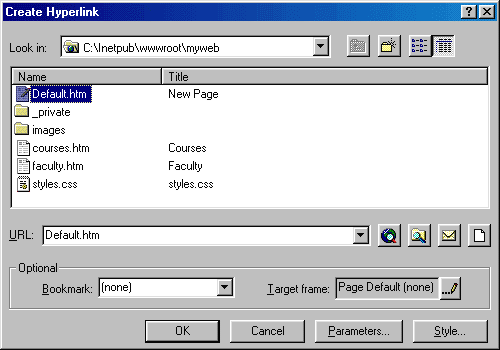 Create Hyperlink
Look in: C:\Inetpub\wwwroot\myweb
Name Title
Default.htm New Page
_private
images
courses.htm Courses
faculty.htm Faculty
styles.css styles.css
URL: Default.htm
Optional
Bookmark: (none) Target frame: Page Default (none)
OK Cancel Parameters... Style...